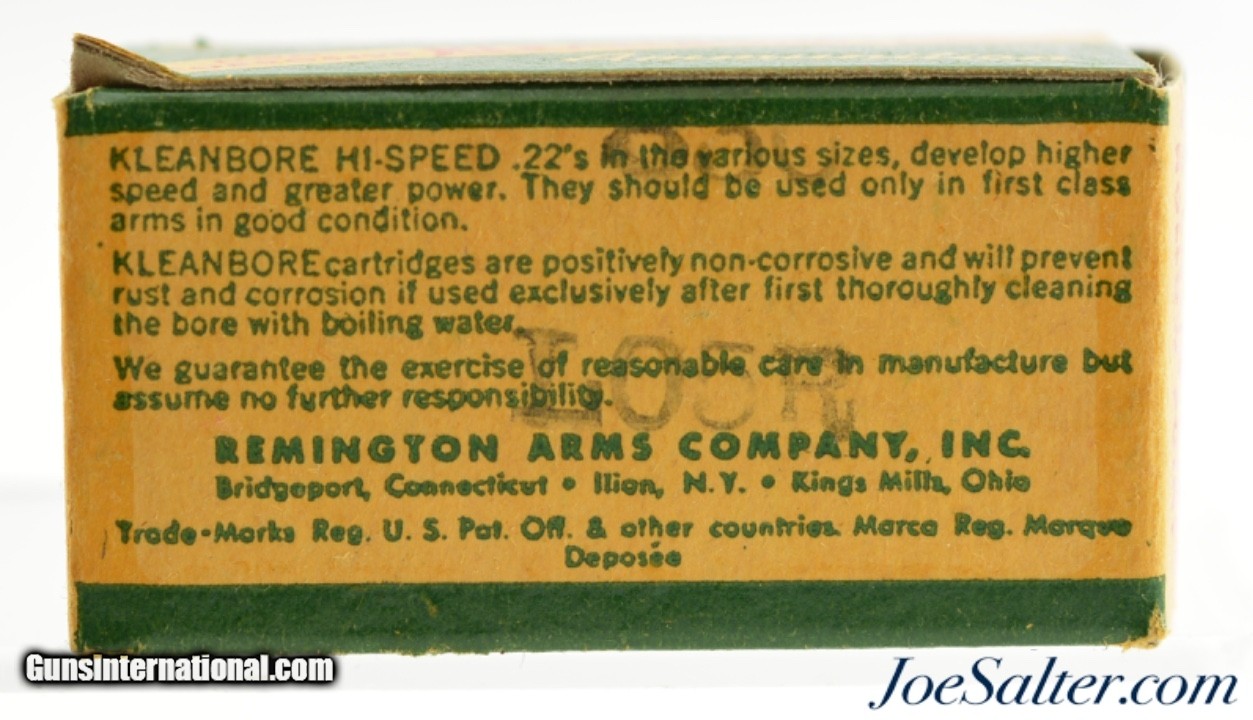 KLEANBORE HI-SPEED .22's in the various sizes, develop higher
speed and greater power. They should be used only in first class
arms in good condition.
KLEANBORE cartridges are positively non-corrosive and will prevent
rust and corrosion if used exclusively after first thoroughly cleaning
the bore with boiling water.
We guarantee the exercise of reasonable care in manufacture but
assume no further responsibility.
L05R
REMINGTON ARMS COMPANY, INC.
Bridgeport, Connecticut • Ilion, N.Y. • Kings Mills, Ohio
Trade-Marks Reg. U. S. Pat. Off. & other countries. Marca Reg. Marque
Deposée
GunsInternational.com
JoeSalter.com